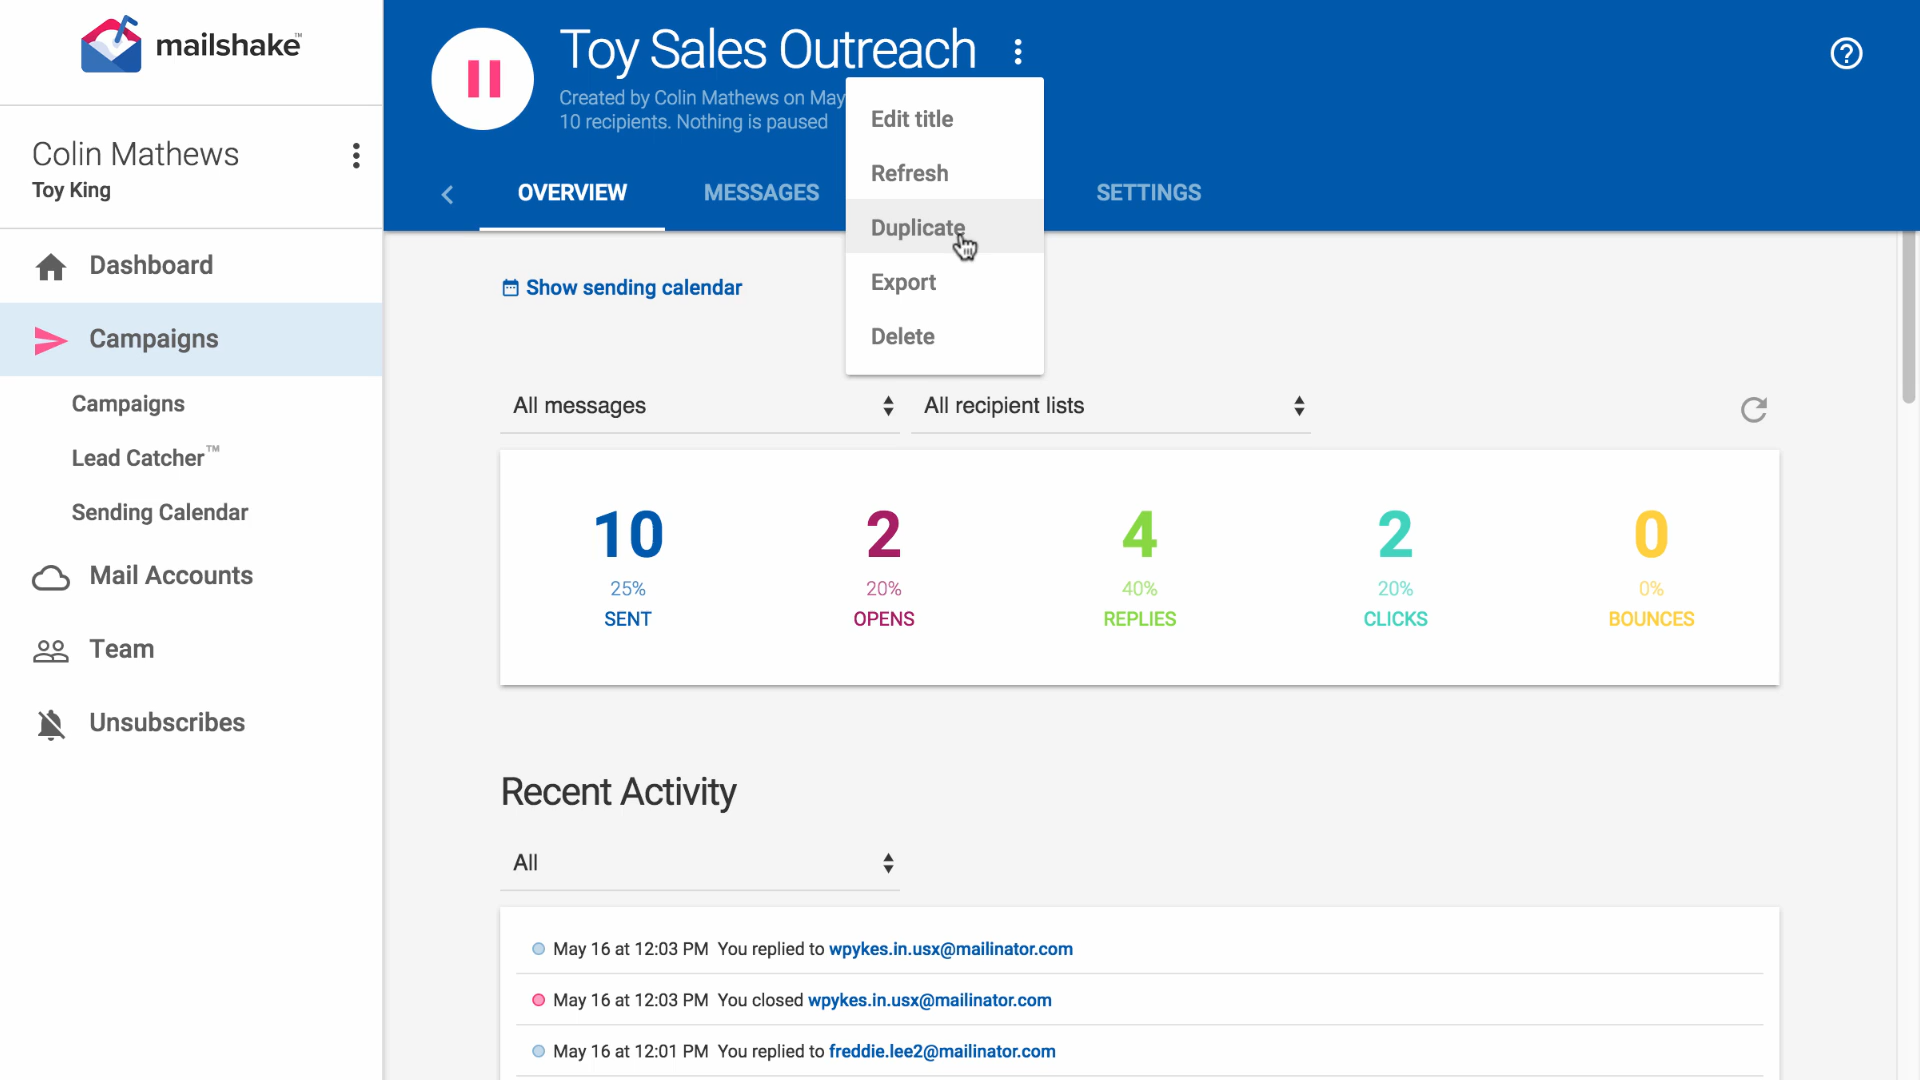 mailshake™
Colin Mathews
Toy King
Dashboard
Campaigns
Campaigns
Lead Catcher™
Sending Calendar
Mail Accounts
Team
Unsubscribes
Toy Sales Outreach
Created by Colin Mathews on May
10 recipients. Nothing is paused
OVERVIEW
MESSAGES
SETTINGS
Edit title
Refresh
Duplicate
Export
Delete
Show sending calendar
All messages
All recipient lists
10
25%
SENT
2
20%
OPENS
4
40%
REPLIES
2
20%
CLICKS
0
0%
BOUNCES
Recent Activity
All
May 16 at 12:03 PM You replied to wpykes.in.usx@mailinator.com
May 16 at 12:03 PM You closed wpykes.in.usx@mailinator.com
May 16 at 12:01 PM You replied to freddie.lee2@mailinator.com